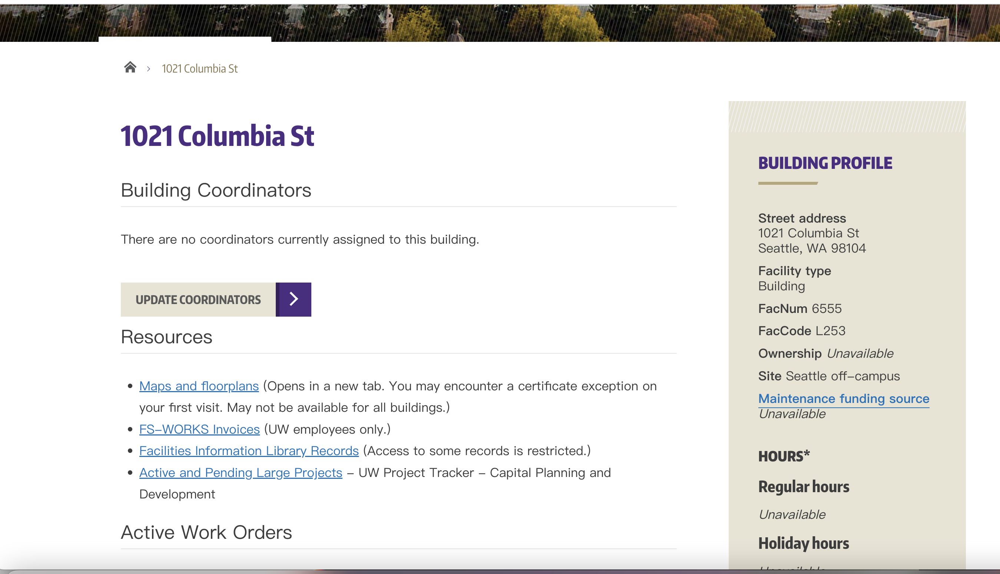 1021 Columbia St
1021 Columbia St
Building Coordinators
There are no coordinators currently assigned to this building.
UPDATE COORDINATORS
Resources
Maps and floorplans (Opens in a new tab. You may encounter a certificate exception on
your first visit. May not be available for all buildings.)
FS-WORKS Invoices (UW employees only.)
Facilities Information Library Records (Access to some records is restricted.)
Active and Pending Large Projects – UW Project Tracker – Capital Planning and
Development
Active Work Orders
BUILDING PROFILE
Street address
1021 Columbia St
Seattle, WA 98104
Facility type
Building
FacNum 6555
FacCode L253
Ownership Unavailable
Site Seattle off-campus
Maintenance funding source
Unavailable
HOURS*
Regular hours
Unavailable
Holiday hours